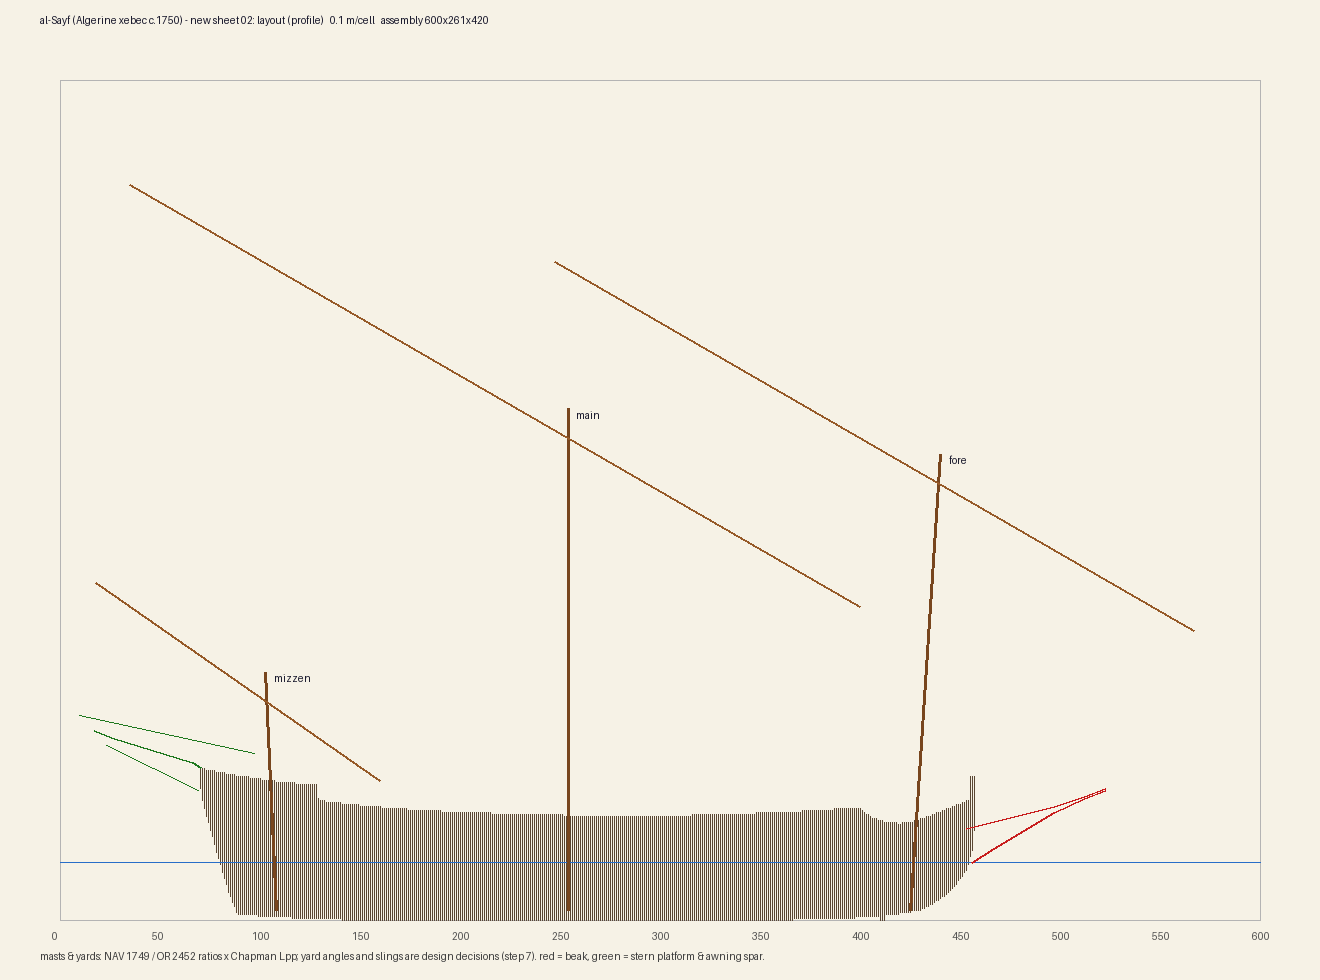 al-Sayf (Algerine xebec c.1750) - new sheet 02: layout (profile)  0.1 m/cell  assembly 600x261x420
main
fore
mizzen
0 50 100 150 200 250 300 350 400 450 500 550 600
masts & yards: NAV 1749 / OR 2452 ratios x Chapman Lpp; yard angles and slings are design decisions (step 7). red = beak, green = stern platform & awning spar.